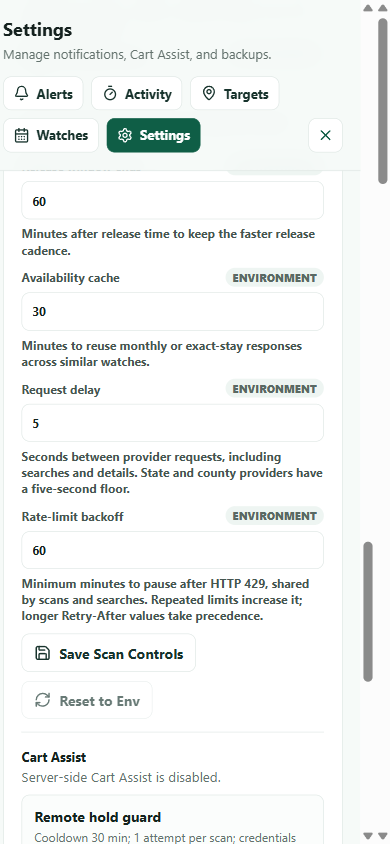 Settings
Manage notifications, Cart Assist, and backups.
Alerts
Activity
Targets
Watches
Settings
60
Minutes after release time to keep the faster release
cadence.
Availability cache
ENVIRONMENT
30
Minutes to reuse monthly or exact-stay responses
across similar watches.
Request delay
ENVIRONMENT
5
Seconds between provider requests, including
searches and details. State and county providers have
a five-second floor.
Rate-limit backoff
ENVIRONMENT
60
Minimum minutes to pause after HTTP 429, shared
by scans and searches. Repeated limits increase it;
longer Retry-After values take precedence.
Save Scan Controls
Reset to Env
Cart Assist
Server-side Cart Assist is disabled.
Remote hold guard
Cooldown 30 min; 1 attempt per scan; credentials